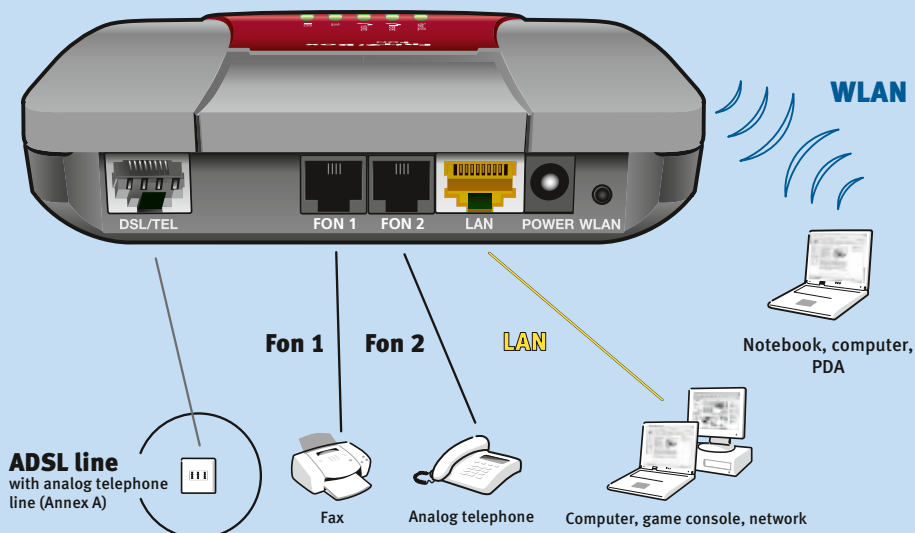 WLAN
DSL/TEL
FON 1
FON 2
LAN
POWER
WLAN
Fon 1
Fon 2
LAN
Notebook, computer,
PDA
ADSL line
with analog telephone
line (Annex A)
Fax
Analog telephone
Computer, game console, network